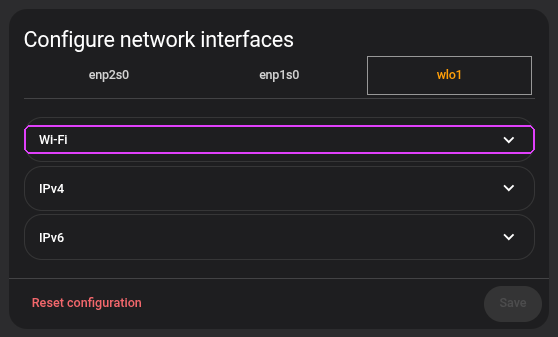 Configure network interfaces
enp2s0 enp1s0 wlo1
Wi-Fi
IPv4
IPv6
Reset configuration Save